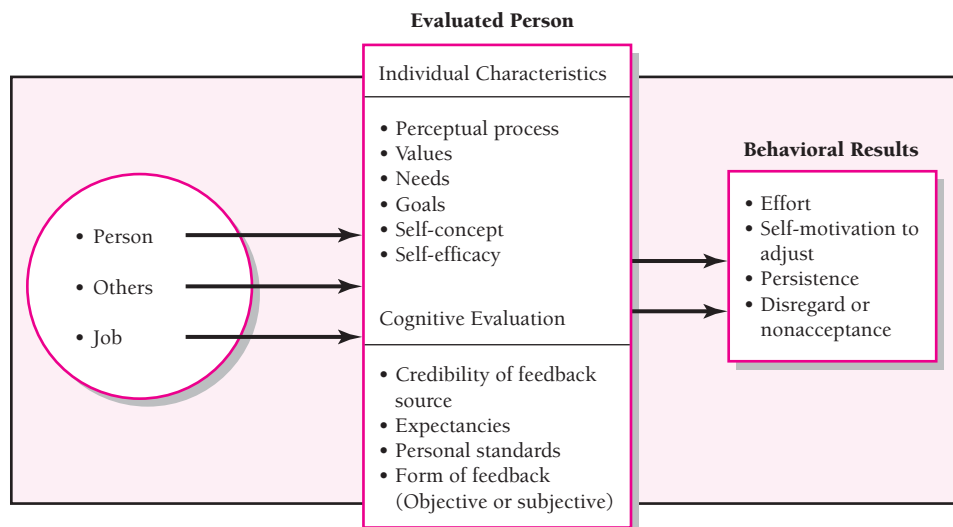 Evaluated Person
Individual Characteristics
• Perceptual process
• Values
• Needs
• Goals
• Self-concept
• Self-efficacy
Cognitive Evaluation
• Credibility of feedback
source
• Expectancies
• Personal standards
• Form of feedback
(Objective or subjective)
• Person
• Others
• Job
Behavioral Results
• Effort
• Self-motivation to
adjust
• Persistence
• Disregard or
nonacceptance